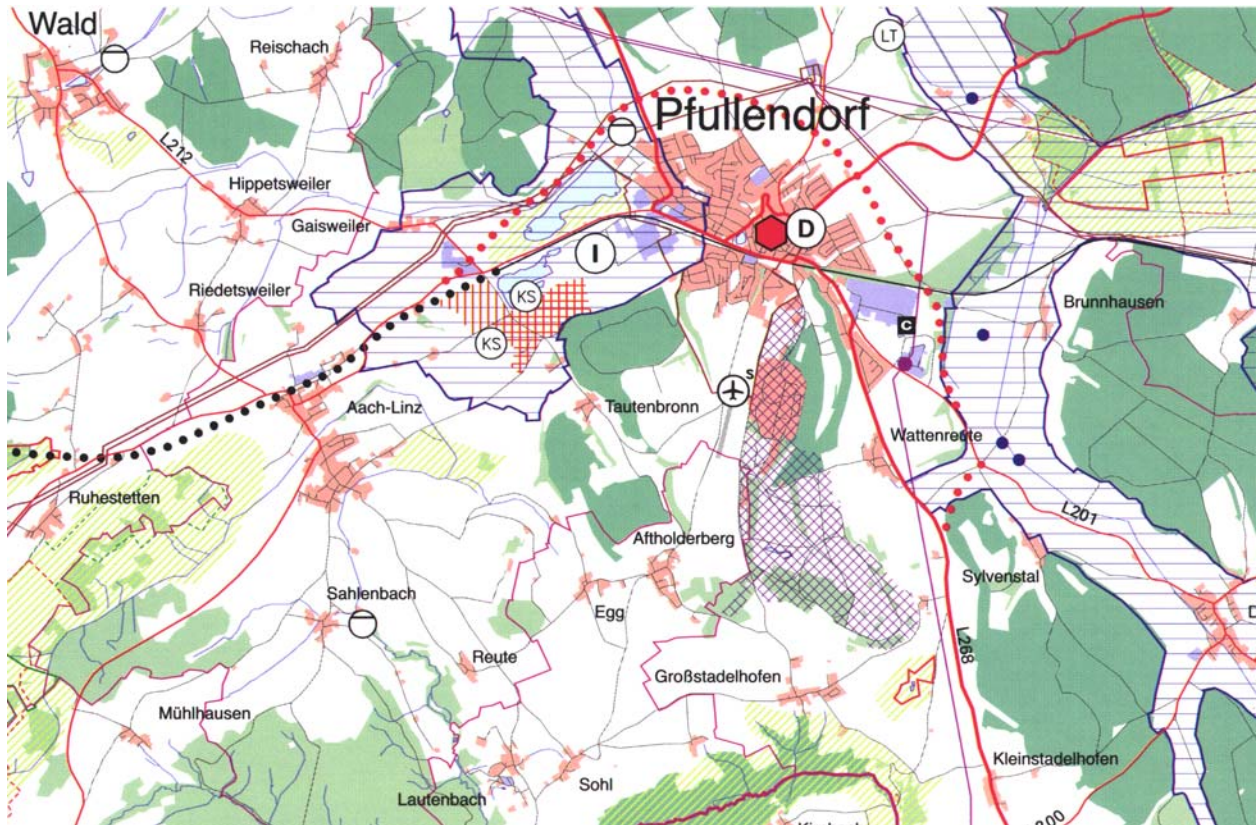 Wald
Reischach
LT
Pfullendorf
L212
Hippetsweiler
Gaisweiler
D
I
Riedetsweiler
KS
Brunnhausen
C
KS
S
Aach-Linz
Tautenbronn
Wattenreute
Ruhestetten
L201
Aftholderberg
Sylvenstal
Sahlenbach
Egg
D
L268
Reute
Großstadelhofen
Mühlhausen
Kleinstadelhofen
Sohl
Lautenbach